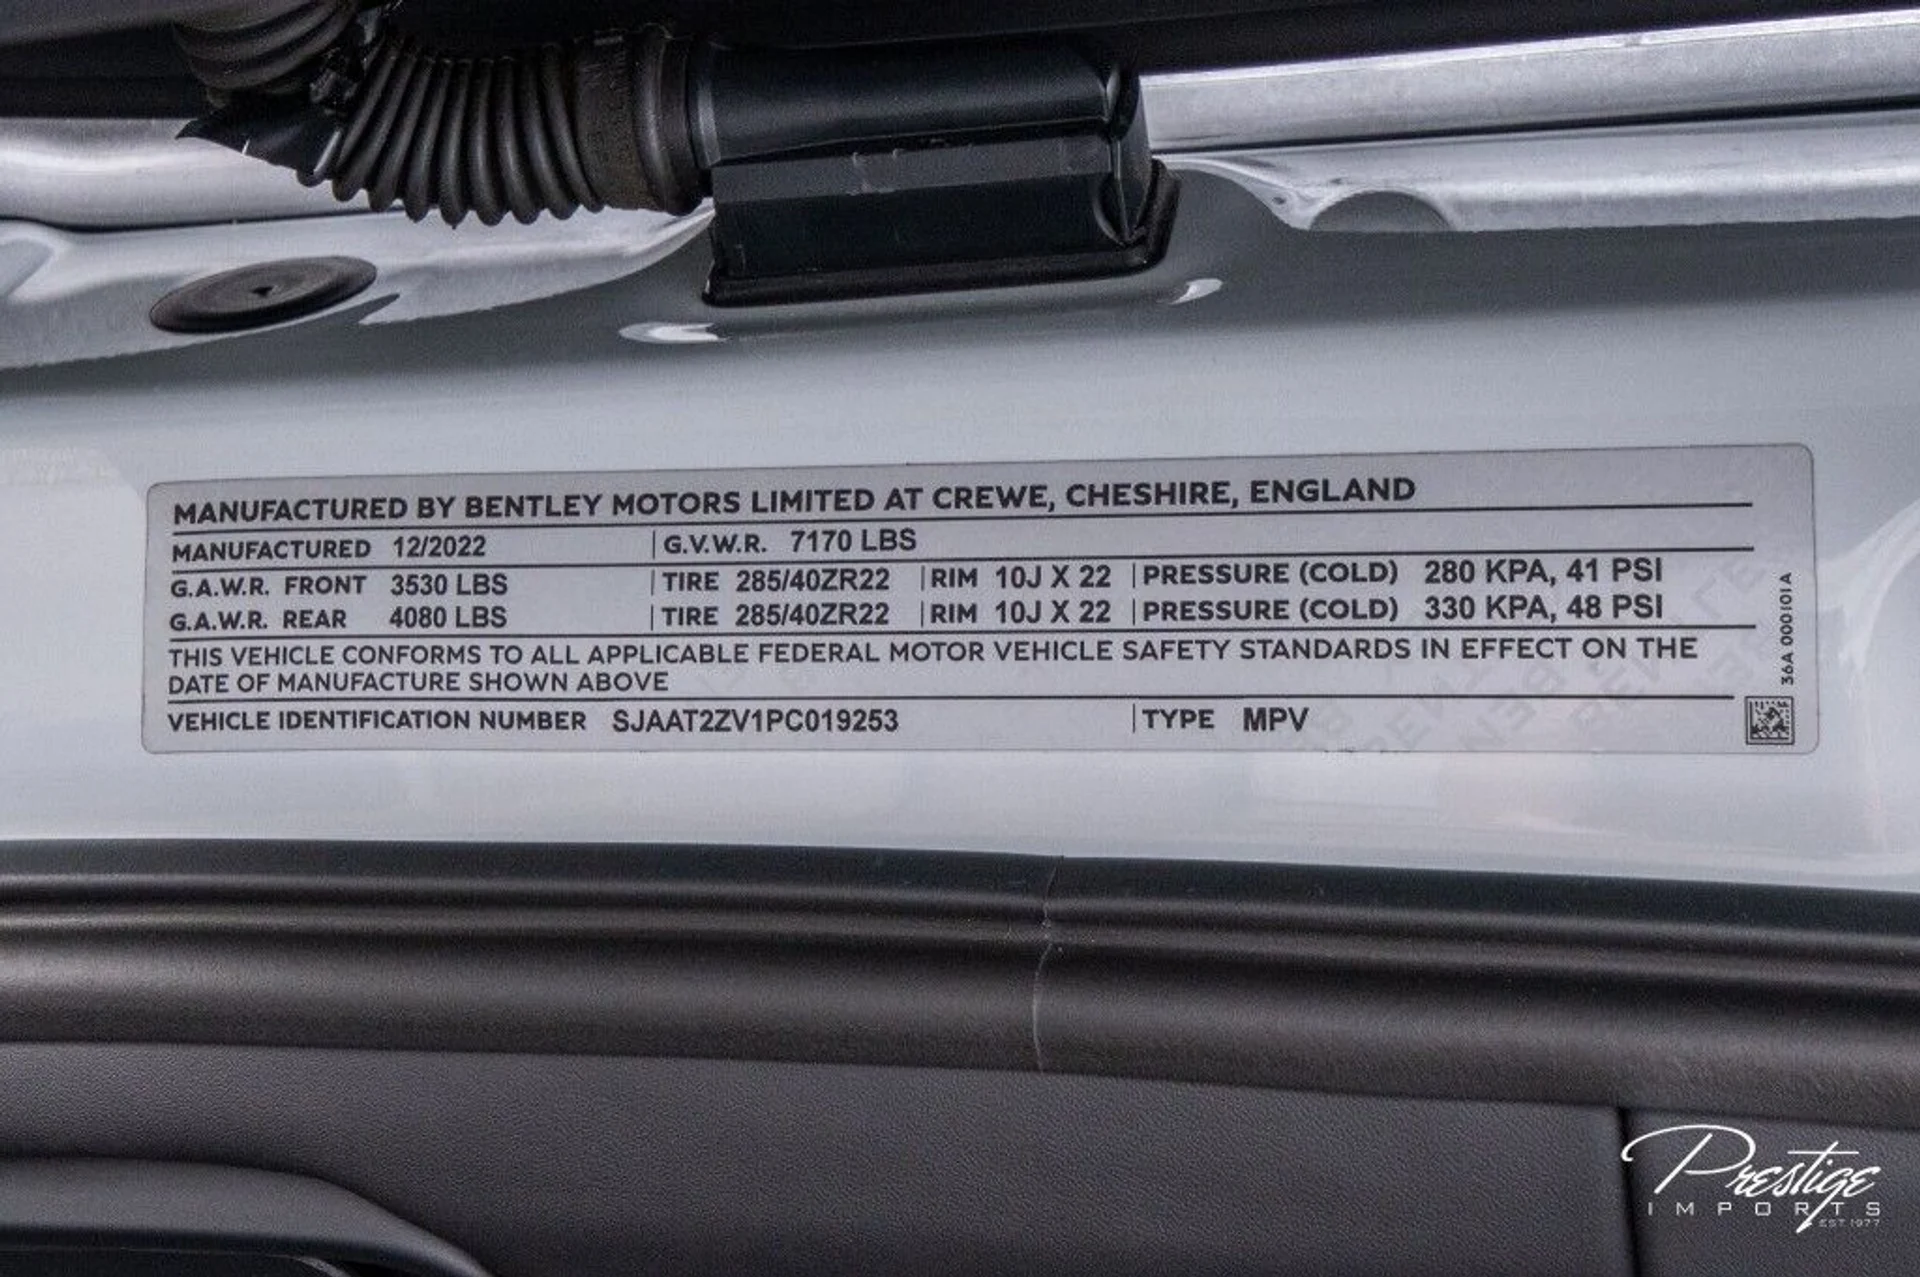 MANUFACTURED BY BENTLEY MOTORS LIMITED AT CREWE, CHESHIRE, ENGLAND
MANUFACTURED 12/2022 G.V.W.R. 7170 LBS
G.A.W.R. FRONT 3530 LBS TIRE 285/40ZR22 RIM 10J X 22 PRESSURE (COLD) 280 KPA, 41 PSI
G.A.W.R. REAR 4080 LBS TIRE 285/40ZR22 RIM 10J X 22 PRESSURE (COLD) 330 KPA, 48 PSI
THIS VEHICLE CONFORMS TO ALL APPLICABLE FEDERAL MOTOR VEHICLE SAFETY STANDARDS IN EFFECT ON THE
DATE OF MANUFACTURE SHOWN ABOVE
VEHICLE IDENTIFICATION NUMBER SJAAT2ZV1PC019253 TYPE MPV
36A 000101A
Prestige
IMPORTS
EST 1977